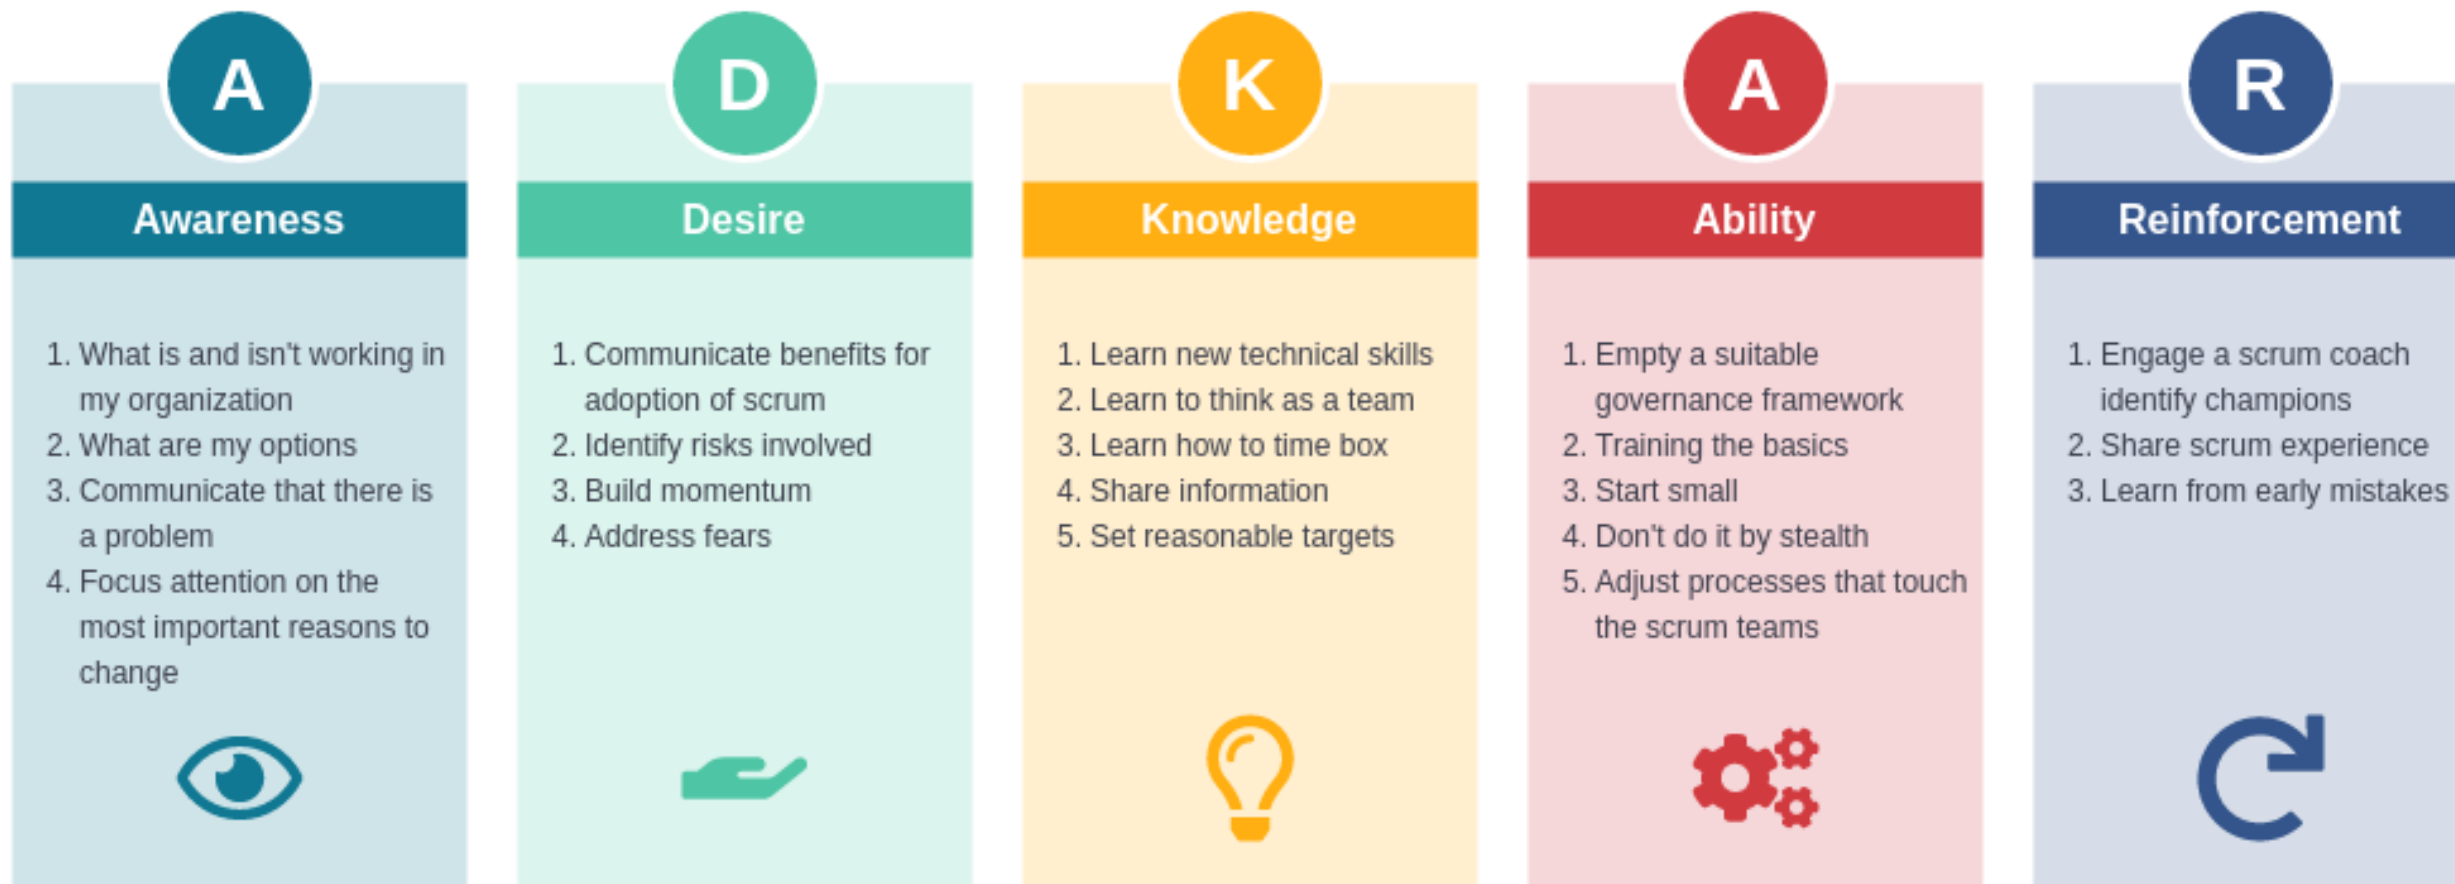 A
Awareness
1. What is and isn't working in
my organization
2. What are my options
3. Communicate that there is
a problem
4. Focus attention on the
most important reasons to
change
D
Desire
1. Communicate benefits for
adoption of scrum
2. Identify risks involved
3. Build momentum
4. Address fears
K
Knowledge
1. Learn new technical skills
2. Learn to think as a team
3. Learn how to time box
4. Share information
5. Set reasonable targets
A
Ability
1. Empty a suitable
governance framework
2. Training the basics
3. Start small
4. Don't do it by stealth
5. Adjust processes that touch
the scrum teams
R
Reinforcement
1. Engage a scrum coach
identify champions
2. Share scrum experience
3. Learn from early mistakes